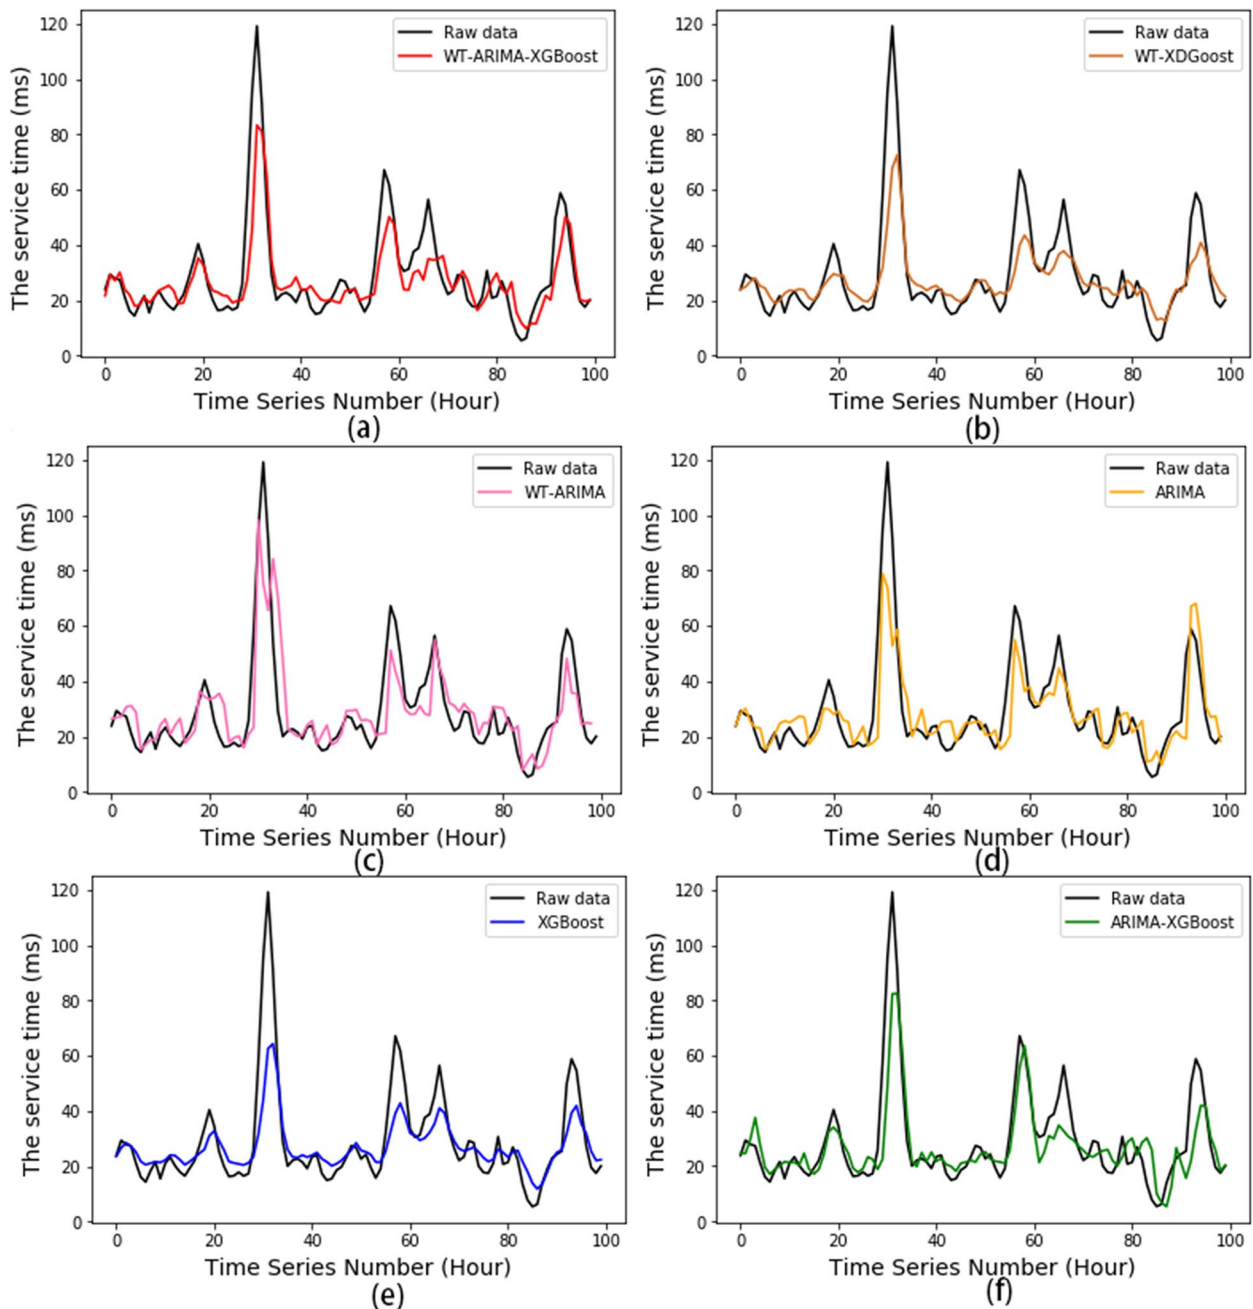 120
100
80
60
40
20
0
The service time (ms)
Raw data
WT-ARIMA-XGBoost
0 20 40 60 80 100
Time Series Number (Hour)
(a)
120
100
80
60
40
20
0
The service time (ms)
Raw data
WT-XDGoost
0 20 40 60 80 100
Time Series Number (Hour)
(b)
120
100
80
60
40
20
0
The service time (ms)
Raw data
WT-ARIMA
0 20 40 60 80 100
Time Series Number (Hour)
(c)
120
100
80
60
40
20
0
The service time (ms)
Raw data
ARIMA
0 20 40 60 80 100
Time Series Number (Hour)
(d)
120
100
80
60
40
20
0
The service time (ms)
Raw data
XGBoost
0 20 40 60 80 100
Time Series Number (Hour)
(e)
120
100
80
60
40
20
0
The service time (ms)
Raw data
ARIMA-XGBoost
0 20 40 60 80 100
Time Series Number (Hour)
(f)